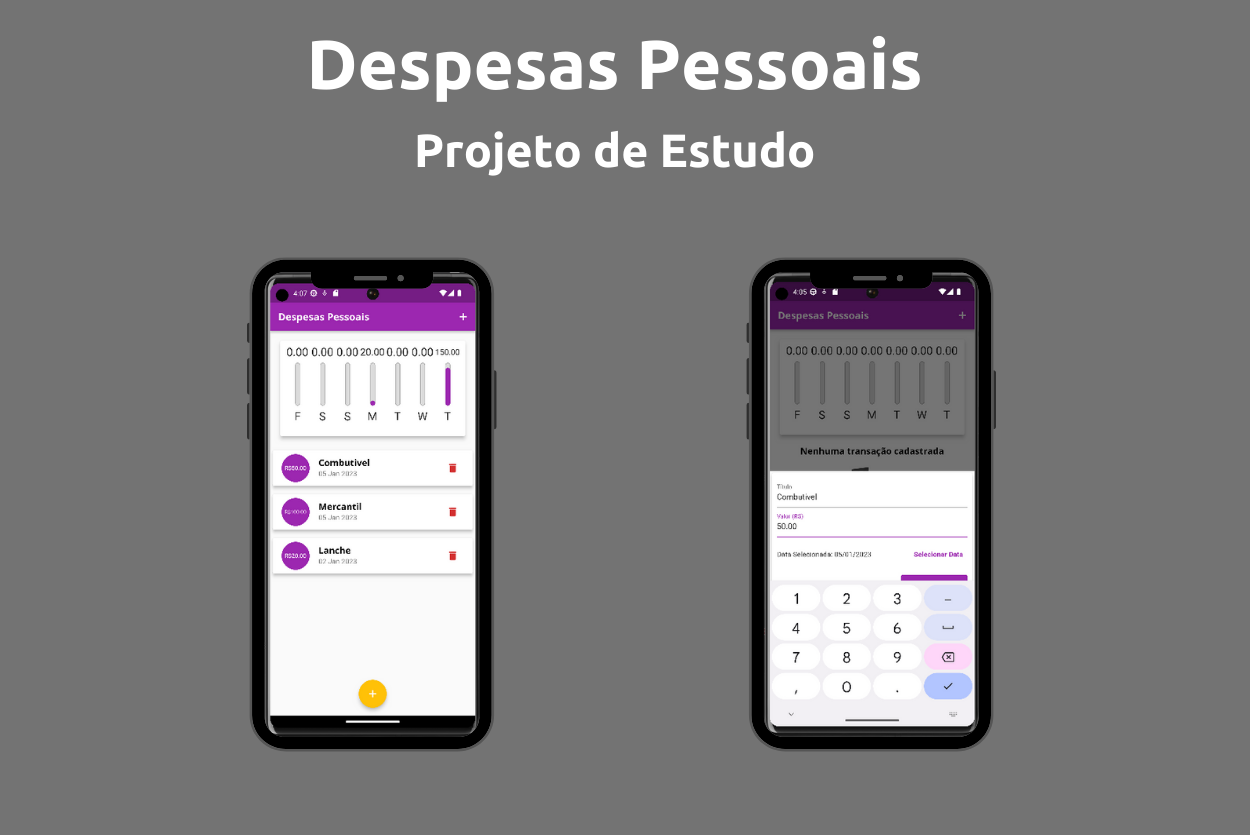 Despesas Pessoais
Projeto de Estudo
4:07
Despesas Pessoais +
0.00 0.00 0.00 20.00 0.00 0.00 150.00
F S S M T W T
R$50.00 Combutivel
05 Jan 2023
R$100.00 Mercantil
05 Jan 2023
R$20.00 Lanche
02 Jan 2023
+
4:05
Despesas Pessoais +
0.00 0.00 0.00 0.00 0.00 0.00 0.00
F S S M T W T
Nenhuma transação cadastrada
Título
Combutivel
Valor (R$)
50.00
Data Selecionada: 05/01/2023 Selecionar Data
1 2 3 –
4 5 6
7 8 9
, 0 .